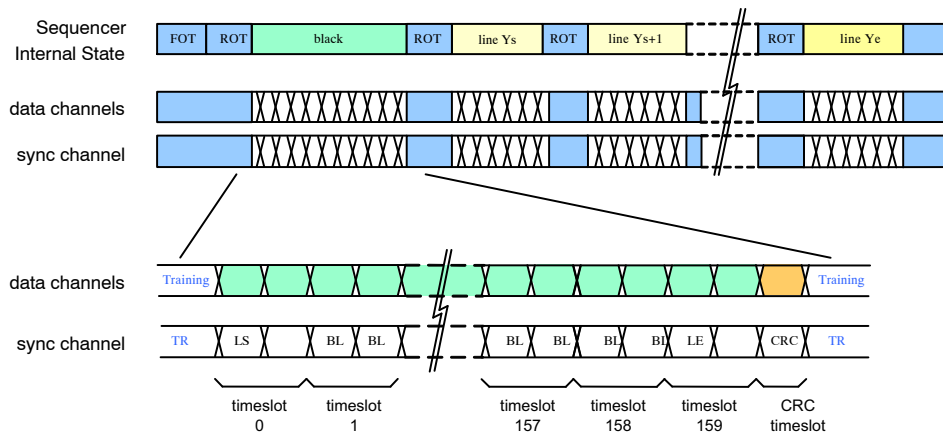 Sequencer
Internal State
FOT ROT black ROT line Ys ROT line Ys+1 ROT line Ye
data channels
sync channel
data channels Training Training
sync channel TR LS BL BL BL BL BL BL LE CRC TR
timeslot timeslot timeslot timeslot timeslot CRC
0 1 157 158 159 timeslot